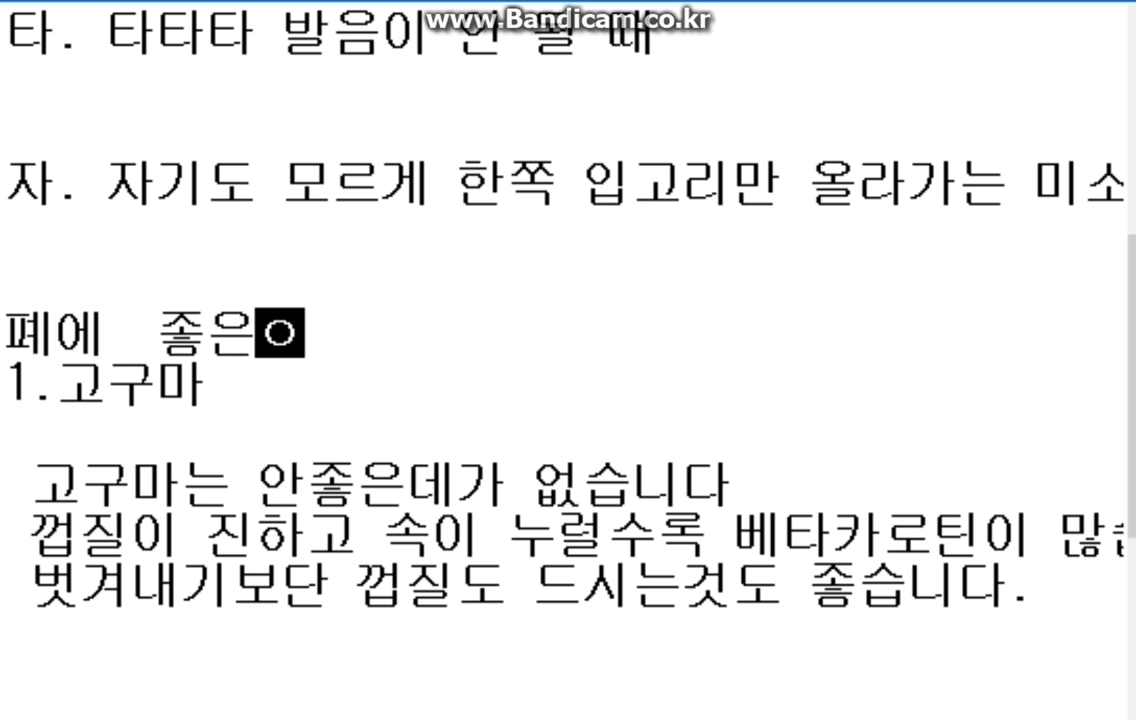 www.Bandicam.co.kr
타. 타타타 발음이 안 될 때
자. 자기도 모르게 한쪽 입고리만 올라가는 미소
폐에 좋은ㅇ
1.고구마
고구마는 안좋은데가 없습니다
껍질이 진하고 속이 누럴수록 베타카로틴이
벗겨내기보단 껍질도 드시는것도 좋습니다.